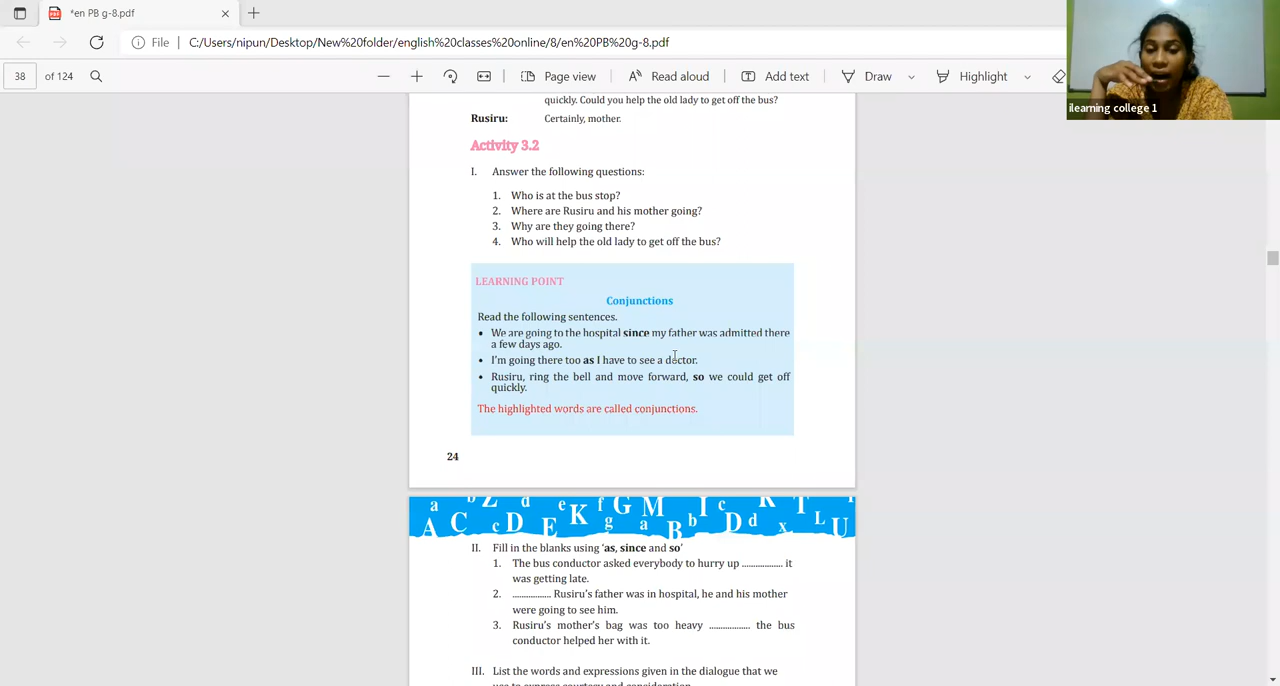 *en PB g-8.pdf
File
C:/Users/nipun/Desktop/New%20folder/english%20classes%20online/8/en%20PB%20g-8.pdf
38 of 124
Page view
Read aloud
Add text
Draw
Highlight
ilearning college 1
quickly. Could you help the old lady to get off the bus?
Rusiru: Certainly, mother.
Activity 3.2
I. Answer the following questions:
1. Who is at the bus stop?
2. Where are Rusiru and his mother going?
3. Why are they going there?
4. Who will help the old lady to get off the bus?
LEARNING POINT
Conjunctions
Read the following sentences.
• We are going to the hospital since my father was admitted there
a few days ago.
• I'm going there too as I have to see a doctor.
• Rusiru, ring the bell and move forward, so we could get off
quickly.
The highlighted words are called conjunctions.
24
a b Z d e K f G M I c K T
A C c D E g a B b D d x L U
II. Fill in the blanks using 'as, since and so'
1. The bus conductor asked everybody to hurry up .................. it
was getting late.
2. ................. Rusiru's father was in hospital, he and his mother
were going to see him.
3. Rusiru's mother's bag was too heavy .................. the bus
conductor helped her with it.
III. List the words and expressions given in the dialogue that we
use to express courtesy and consideration.